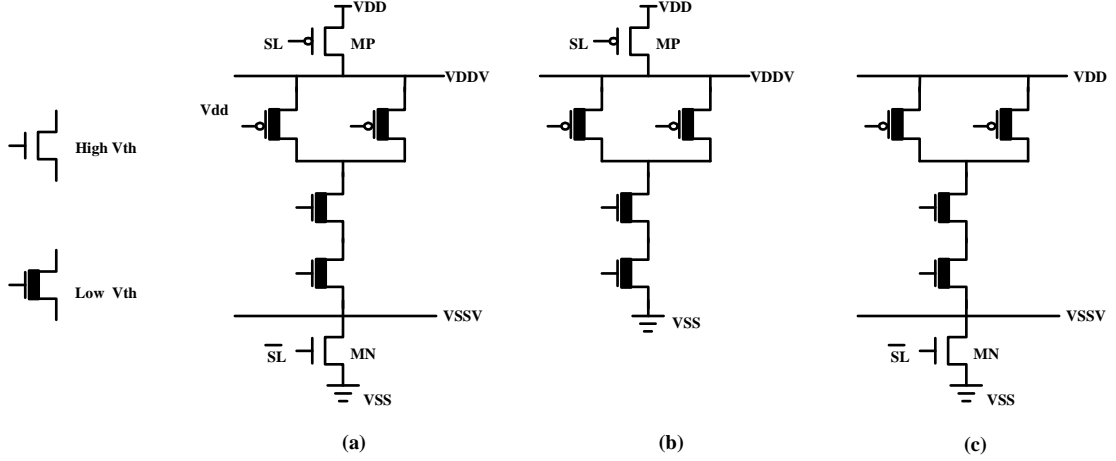 VDD
VDD
SL
MP
SL
MP
VDDV
VDDV
VDD
Vdd
High Vth
Low Vth
VSSV
VSSV
VSS
SL
MN
SL
MN
VSS
VSS
(a)
(b)
(c)